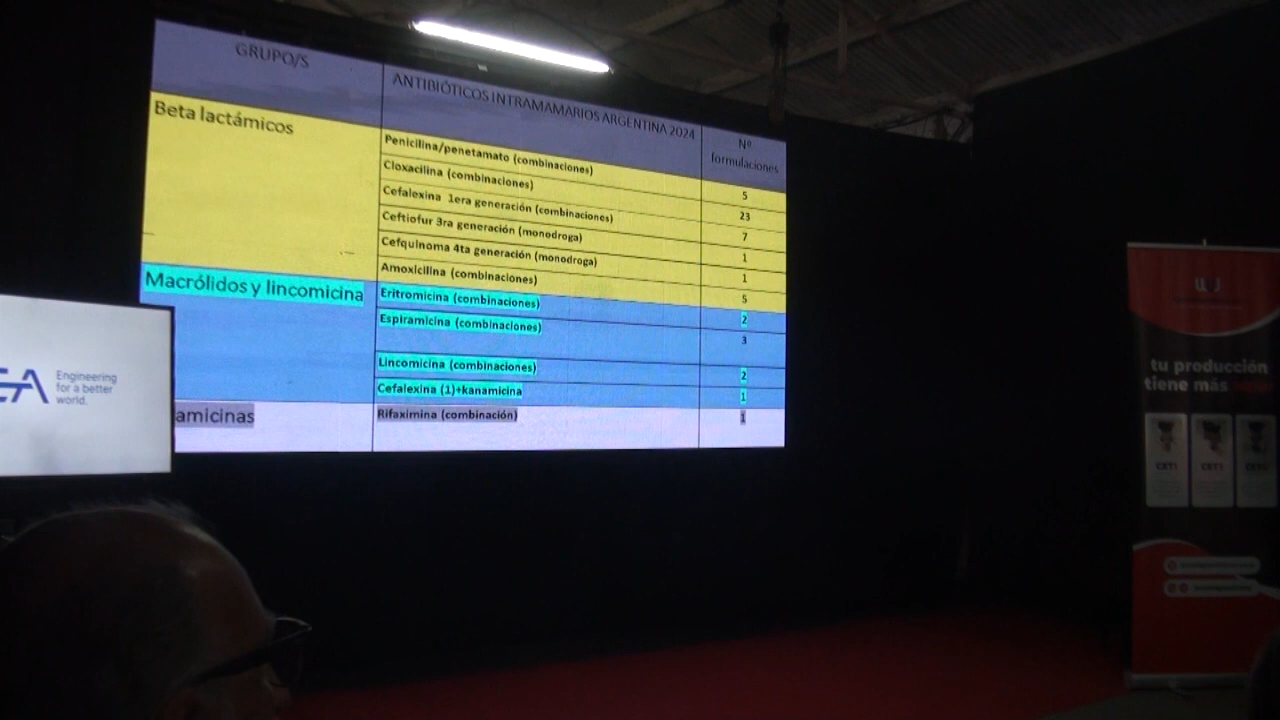 GRUPO/S
ANTIBIÓTICOS INTRAMAMARIOS ARGENTINA 2024
Nº
formulaciones
Beta lactámicos
Penicilina/penetamato (combinaciones)
5
Cloxacilina (combinaciones)
23
Cefalexina 1era generación (combinaciones)
7
Ceftiofur 3ra generación (monodroga)
1
Cefquinoma 4ta generación (monodroga)
1
Amoxicilina (combinaciones)
5
Macrólidos y lincomicina
Eritromicina (combinaciones)
2
Espiramicina (combinaciones)
3
Lincomicina (combinaciones)
2
Cefalexina (1)+kanamicina
1
amicinas
Rifaximina (combinación)
1
Engineering
for a better
world.
tu producción
tiene más